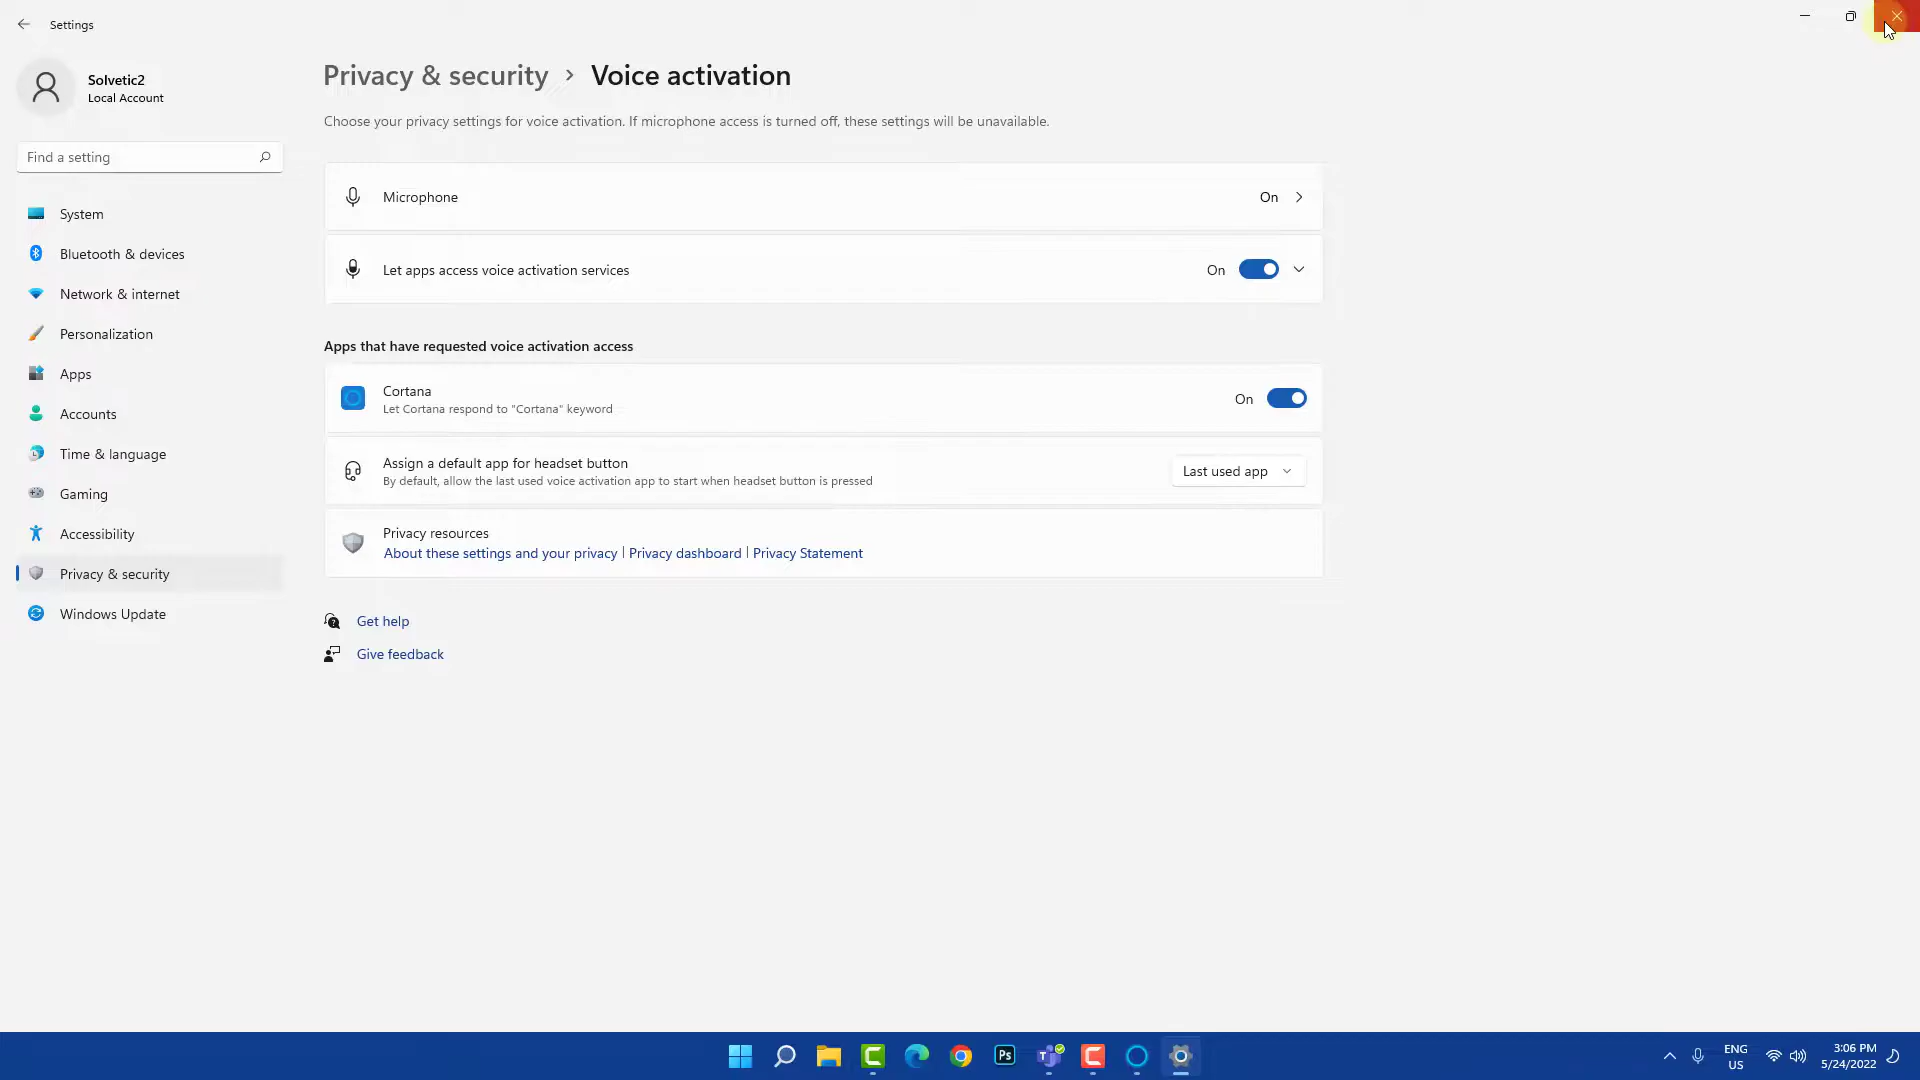 Settings
Solvetic2
Local Account
Find a setting
System
Bluetooth & devices
Network & internet
Personalization
Apps
Accounts
Time & language
Gaming
Accessibility
Privacy & security
Windows Update
Privacy & security › Voice activation
Choose your privacy settings for voice activation. If microphone access is turned off, these settings will be unavailable.
Microphone On
Let apps access voice activation services On
Apps that have requested voice activation access
Cortana
Let Cortana respond to "Cortana" keyword
On
Assign a default app for headset button
By default, allow the last used voice activation app to start when headset button is pressed
Last used app
Privacy resources
About these settings and your privacy | Privacy dashboard | Privacy Statement
Get help
Give feedback
Ps
T
ENG
US
3:06 PM
5/24/2022